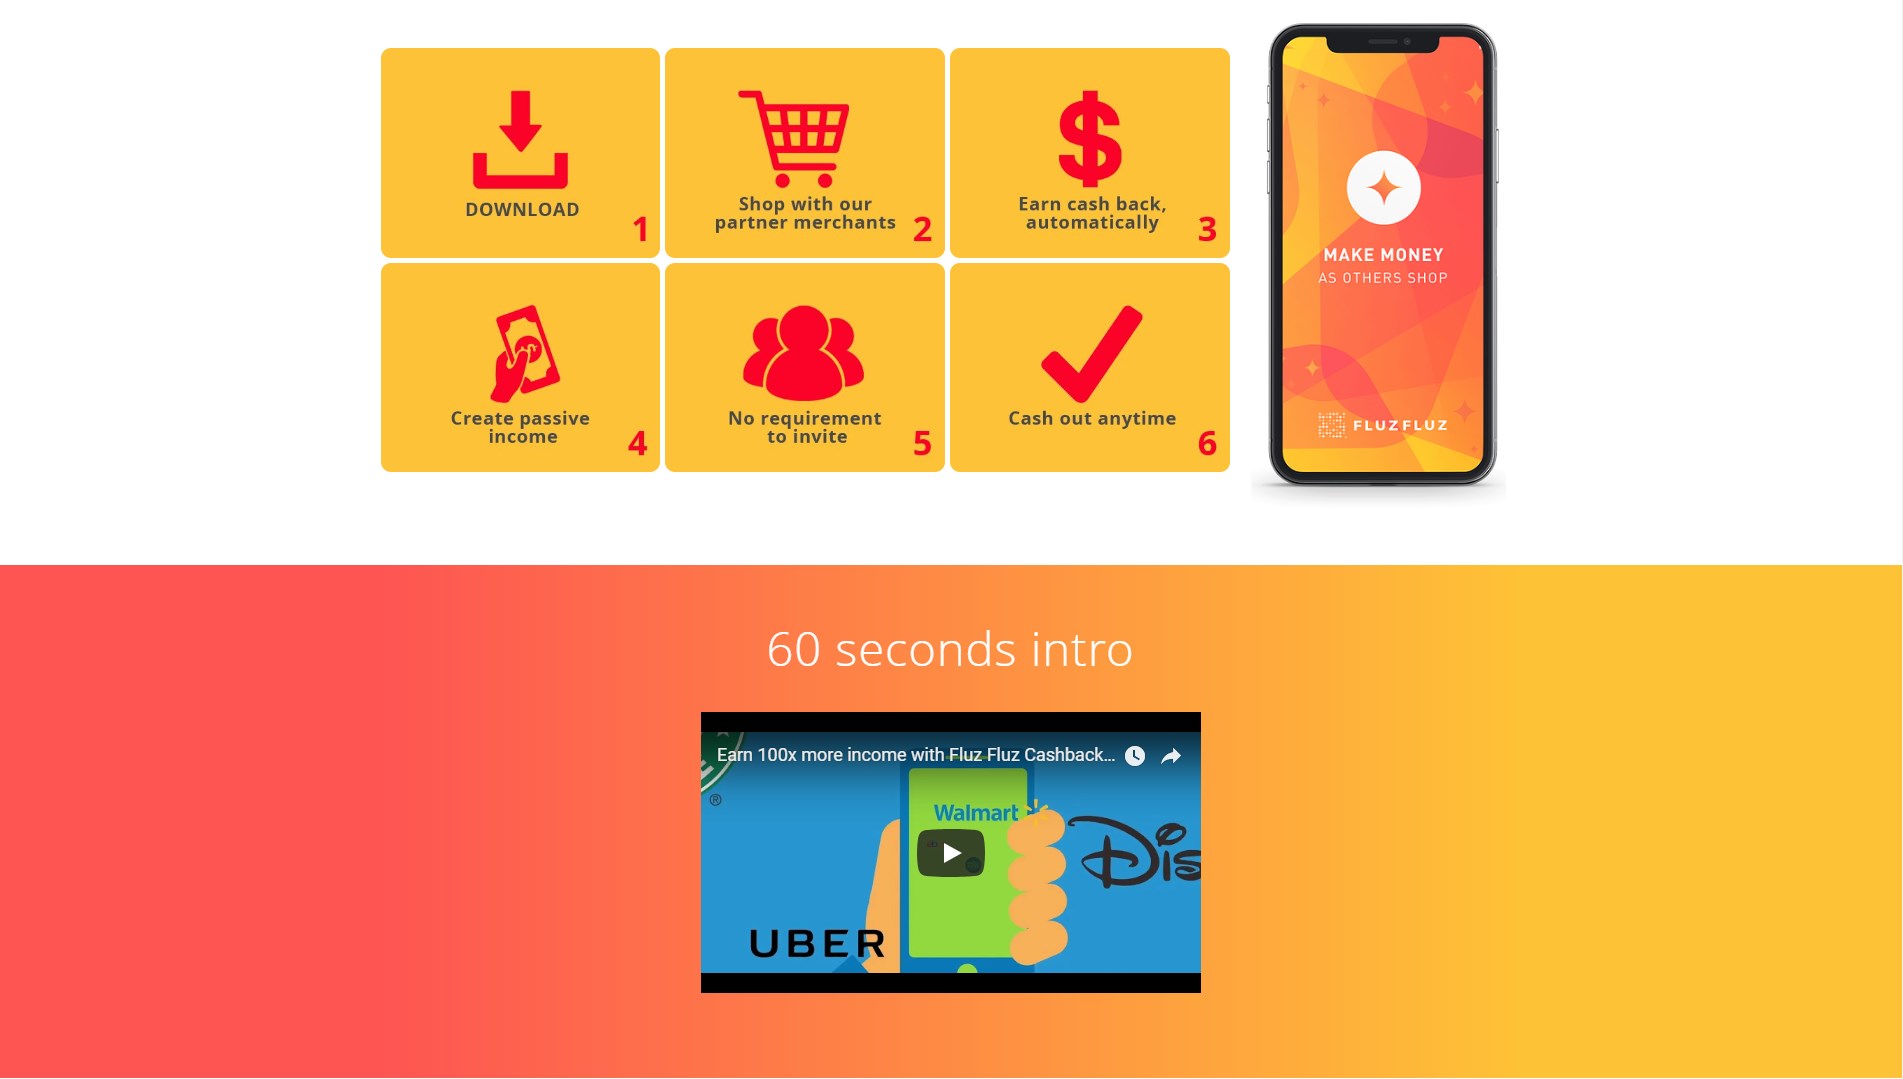 DOWNLOAD
1
Shop with our
partner merchants
2
Earn cash back,
automatically
3
Create passive
income
4
No requirement
to invite
5
Cash out anytime
6
MAKE MONEY
AS OTHERS SHOP
FLUZFLUZ
60 seconds intro
Earn 100x more income with Fluz Fluz Cashback...
E
®
Walmart
Dis
UBER